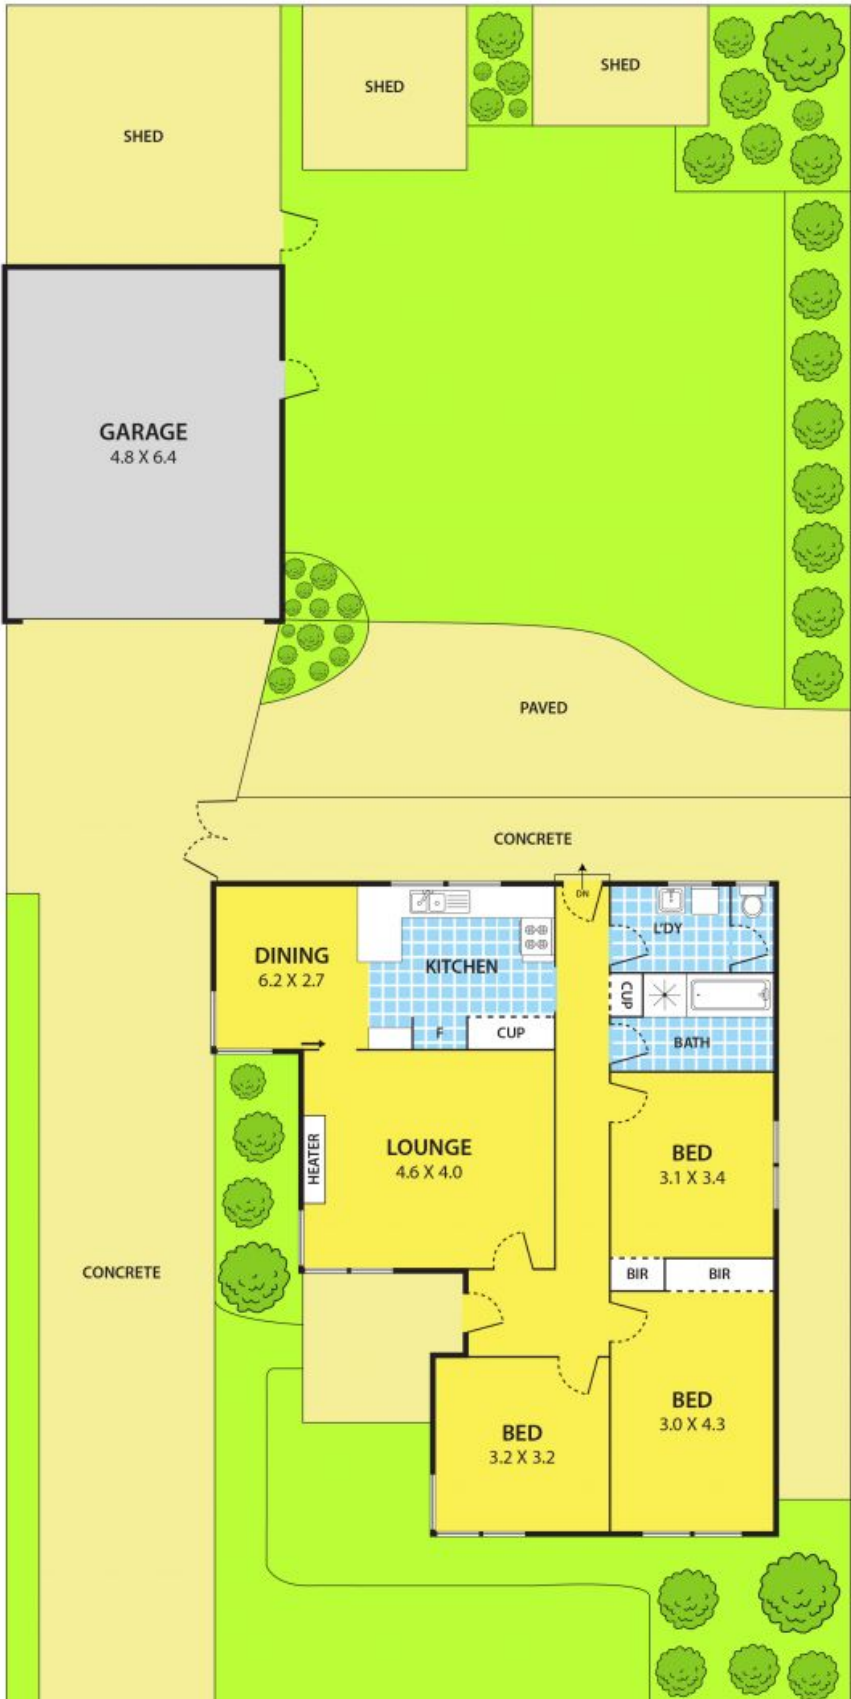 SHED
SHED
SHED
GARAGE
4.8 X 6.4
PAVED
CONCRETE
DN
L'DY
DINING
6.2 X 2.7
KITCHEN
CUP
F
CUP
BATH
HEATER
LOUNGE
4.6 X 4.0
BED
3.1 X 3.4
CONCRETE
BIR
BIR
BED
3.0 X 4.3
BED
3.2 X 3.2